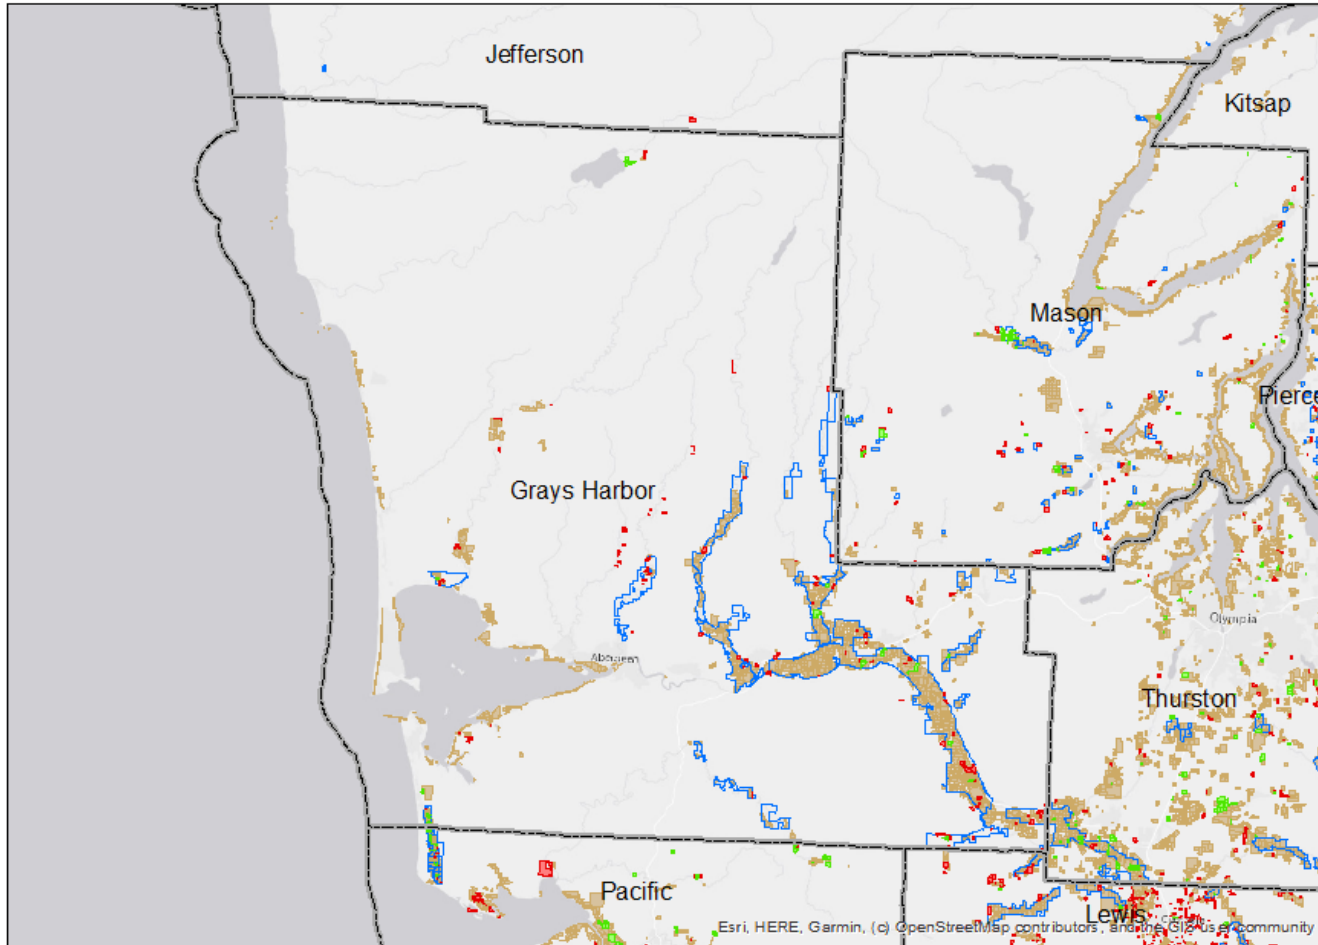 Jefferson
Kitsap
Mason
Pierce
Grays Harbor
Olympia
Aberdeen
Thurston
Pacific
Lewis
Esri, HERE, Garmin, (c) OpenStreetMap contributors, and the GIS user community